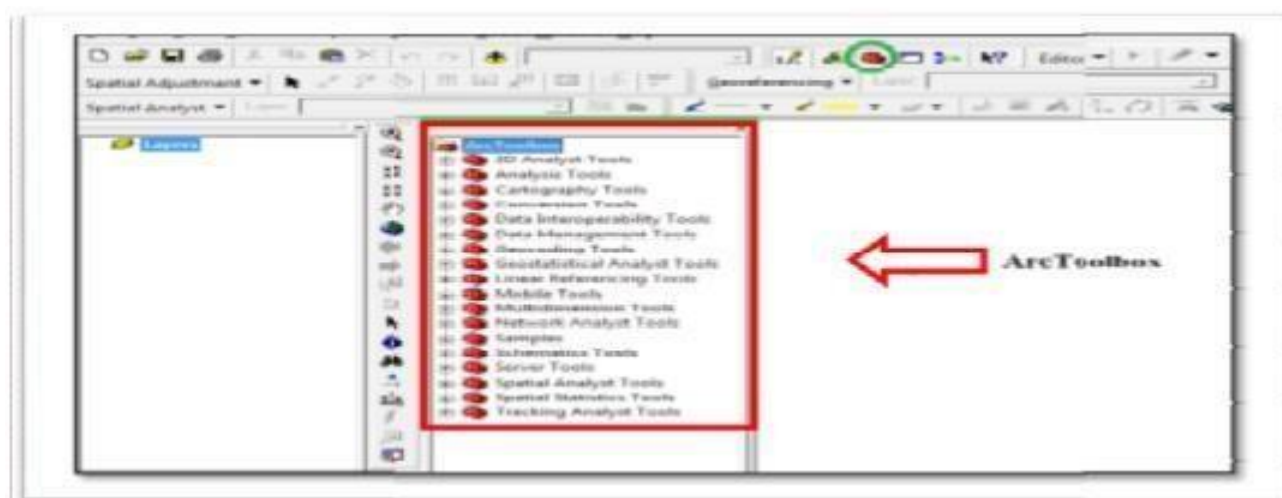 Editor
Spatial Adjustment Georeferencing Layer:
Spatial Analyst Layer:
Layers
ArcToolbox
3D Analyst Tools
Analysis Tools
Cartography Tools
Conversion Tools
Data Interoperability Tools
Data Management Tools
Geocoding Tools
Geostatistical Analyst Tools
Linear Referencing Tools
Mobile Tools
Multidimension Tools
Network Analyst Tools
Samples
Schematics Tools
Server Tools
Spatial Analyst Tools
Spatial Statistics Tools
Tracking Analyst Tools
ArcToolbox